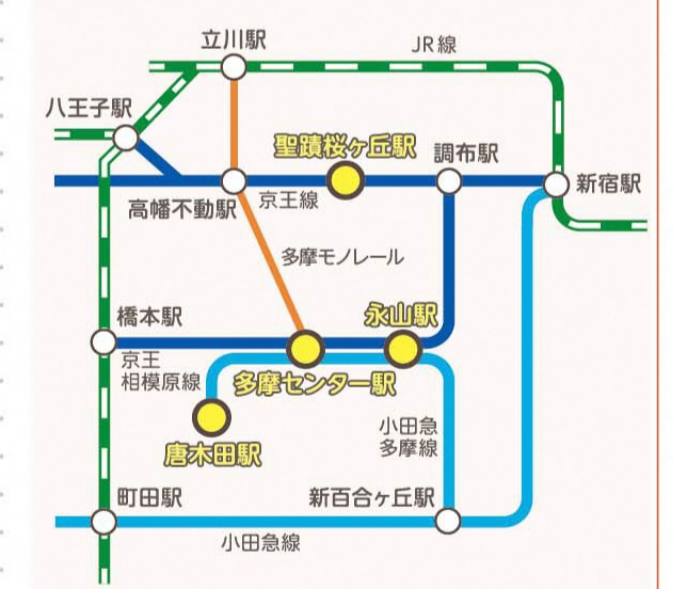 立川駅
JR線
八王子駅
聖蹟桜ヶ丘駅
調布駅
新宿駅
高幡不動駅
京王線
多摩モノレール
橋本駅
永山駅
京王
相模原線
多摩センター駅
唐木田駅
小田急
多摩線
町田駅
新百合ヶ丘駅
小田急線